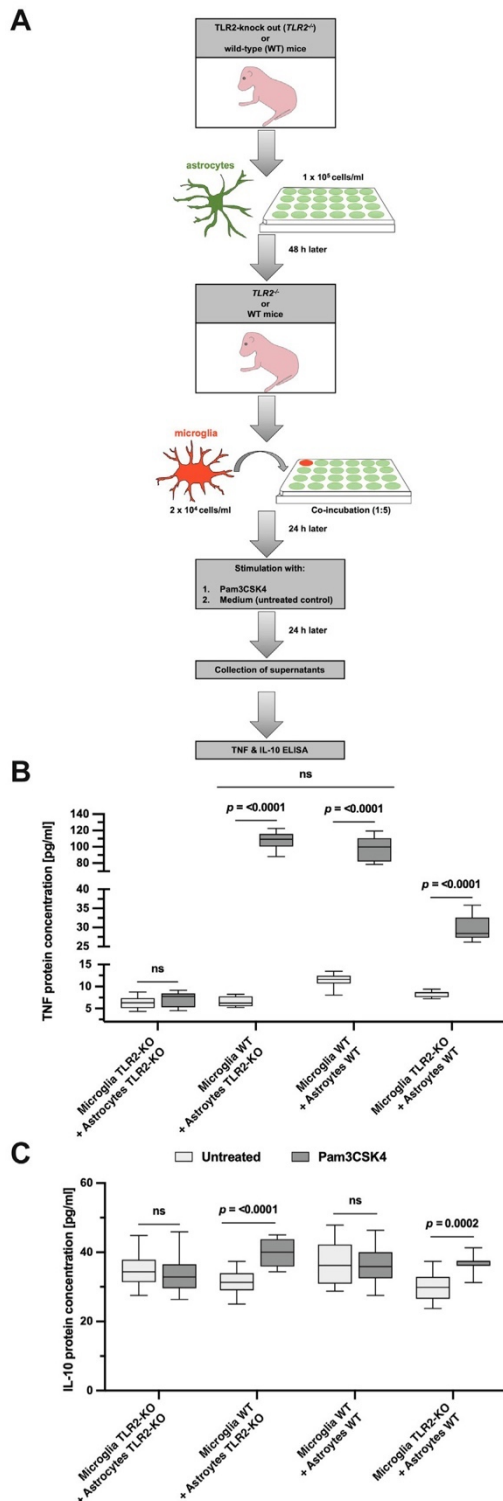 A
TLR2-knock out (TLR2-/-)
or
wild-type (WT) mice
astrocytes
1 x 10⁵ cells/ml
48 h later
TLR2-/-
or
WT mice
microglia
2 x 10⁴ cells/ml
Co-incubation (1:5)
24 h later
Stimulation with:
1. Pam3CSK4
2. Medium (untreated control)
24 h later
Collection of supernatants
TNF & IL-10 ELISA
B
ns
p = <0.0001
p = <0.0001
p = <0.0001
ns
TNF protein concentration [pg/ml]
140
120
100
80
60
40
35
30
25
15
10
5
Microglia TLR2-KO
+ Astrocytes TLR2-KO
Microglia WT
+ Astroytes TLR2-KO
Microglia WT
+ Astroytes WT
Microglia TLR2-KO
+ Astroytes WT
C
Untreated
Pam3CSK4
ns
p = <0.0001
ns
p = 0.0002
IL-10 protein concentration [pg/ml]
60
40
20
0
Microglia TLR2-KO
+ Astrocytes TLR2-KO
Microglia WT
+ Astroytes TLR2-KO
Microglia WT
+ Astroytes WT
Microglia TLR2-KO
+ Astroytes WT